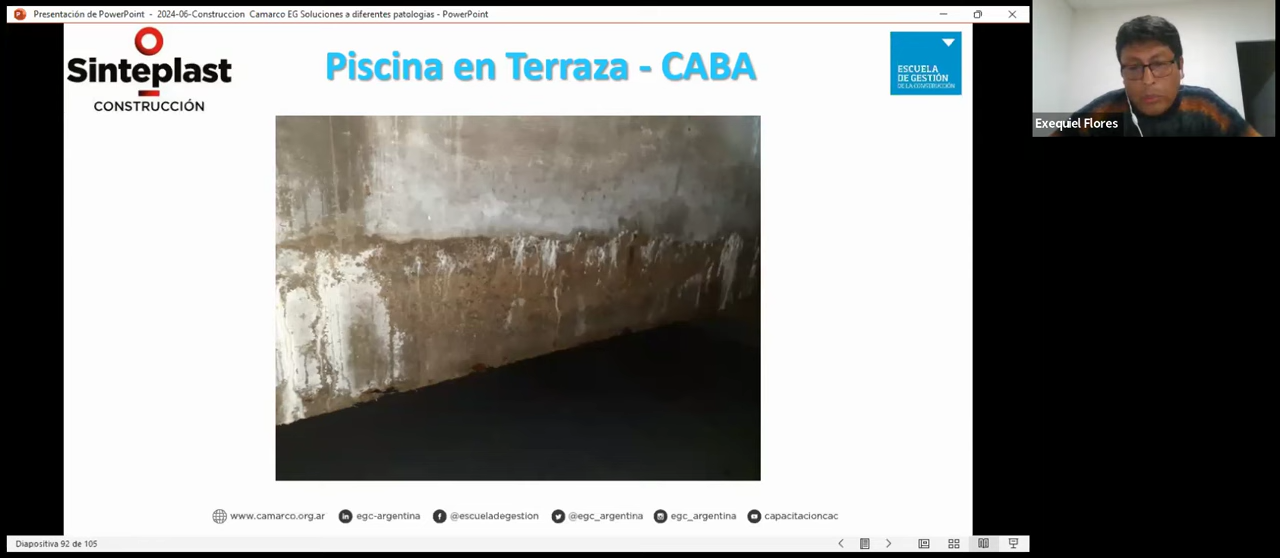 Presentación de PowerPoint - 2024-06-Construccion Camarco EG Soluciones a diferentes patologias - PowerPoint
Sinteplast
CONSTRUCCIÓN
Piscina en Terraza - CABA
ESCUELA
DE GESTIÓN
DE LA CONSTRUCCIÓN
Exequiel Flores
www.camarco.org.ar egc-argentina @escueladegestion @egc_argentina egc_argentina capacitacioncac
Diapositiva 92 de 105